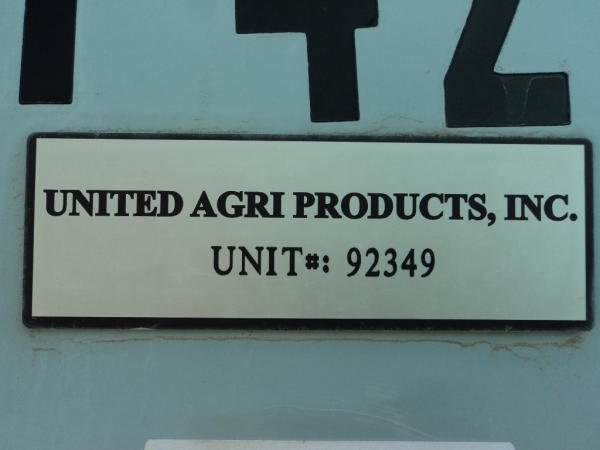 UNITED AGRI PRODUCTS, INC.
UNIT#: 92349